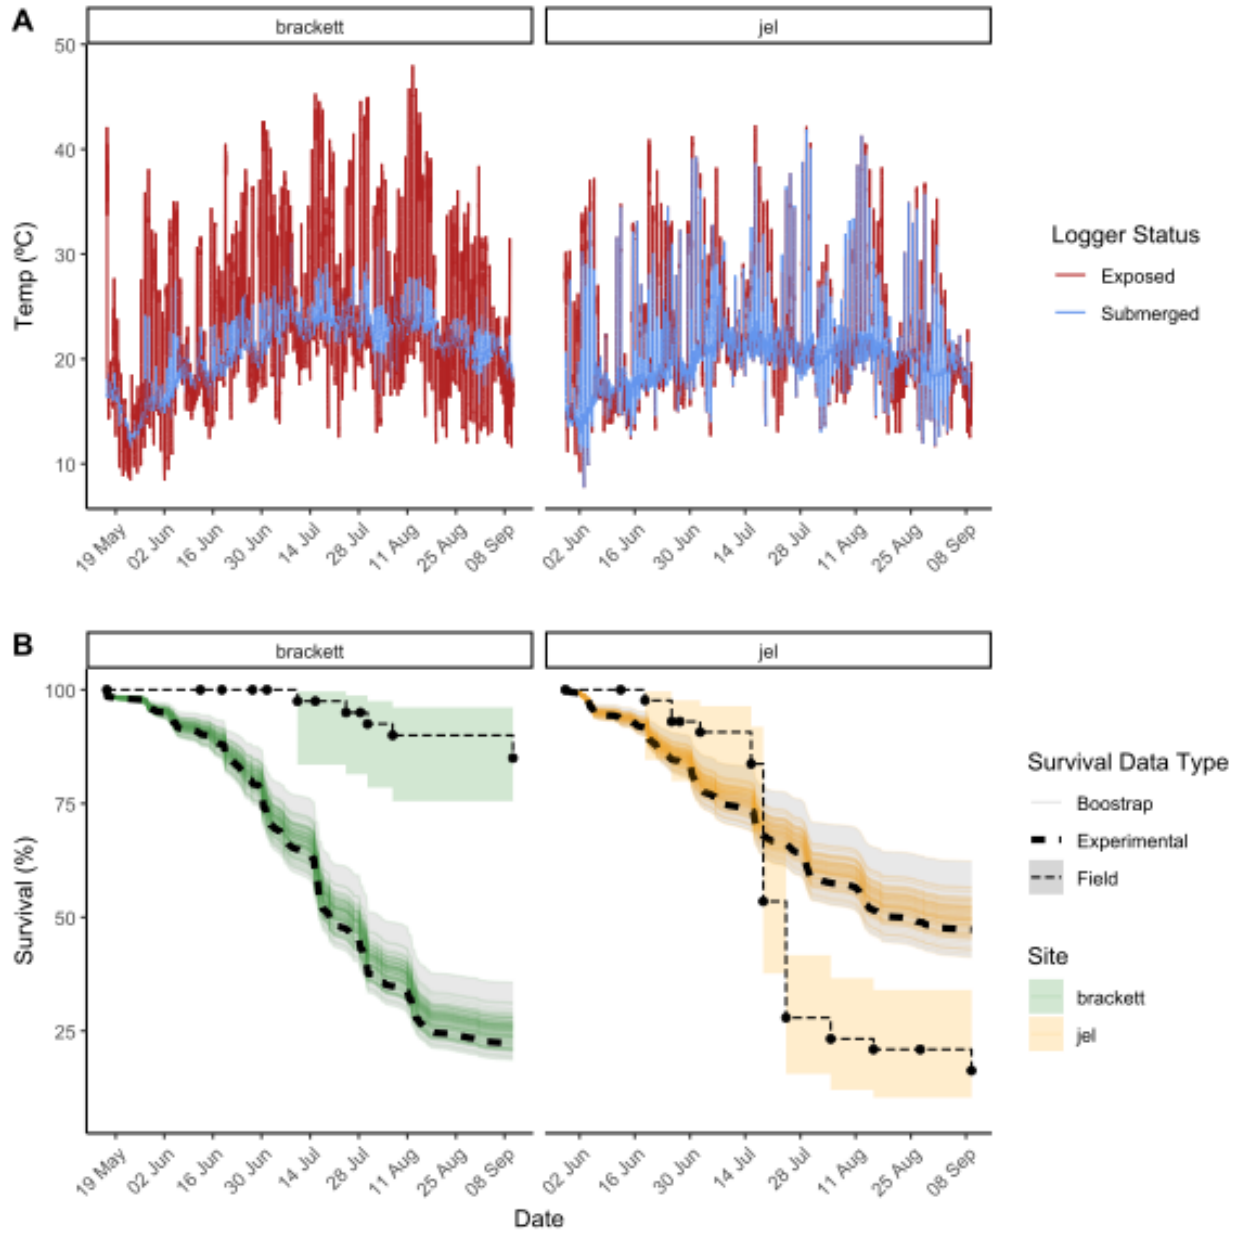 A
brackett
jel
50
40
30
20
10
Temp (ºC)
19 May
02 Jun
16 Jun
30 Jun
14 Jul
28 Jul
11 Aug
25 Aug
08 Sep
02 Jun
16 Jun
30 Jun
14 Jul
28 Jul
11 Aug
25 Aug
08 Sep
Logger Status
Exposed
Submerged
B
brackett
jel
100
75
50
25
Survival (%)
19 May
02 Jun
16 Jun
30 Jun
14 Jul
28 Jul
11 Aug
25 Aug
08 Sep
02 Jun
16 Jun
30 Jun
14 Jul
28 Jul
11 Aug
25 Aug
08 Sep
Date
Survival Data Type
Boostrap
Experimental
Field
Site
brackett
jel